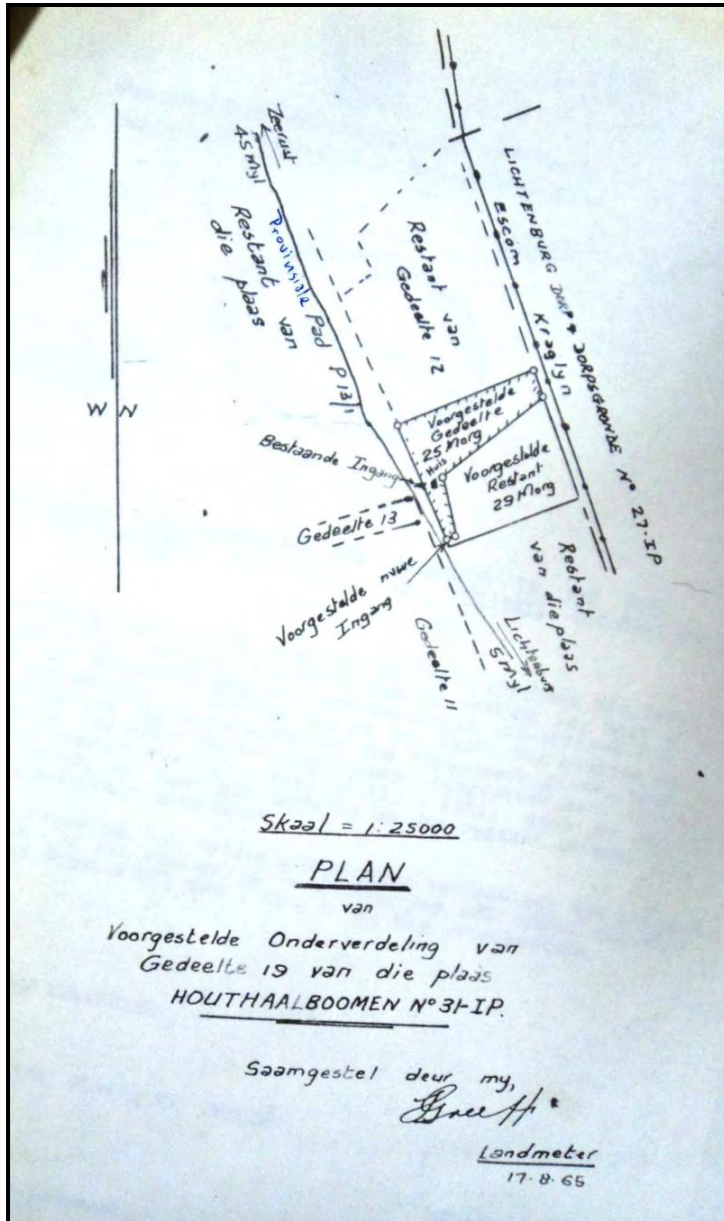 Zeerust
45 Myl
Provinsiale Pad P 13/1
Restant van
die plaas
W N
Restant van
Gedeelte 12
Escom Kraglyn
LICHTENBURG DORP & DORPSGRONDE Nº 27-IP
Voorgestelde
Gedeelte
25 Morg
Huis
Voorgestelde
Restant
29 Morg
Bestaande Ingang
Gedeelte 13
Voorgestelde nuwe
Ingang
Gedeelte 11
Lichtenburg
5 Myl
Restant
van die plaas
Skaal = 1:25000
PLAN
van
Voorgestelde Onderverdeling van
Gedeelte 19 van die plaas
HOUTHAALBOOMEN Nº 31-IP.
Saamgestel deur my,
Landmeter
17·8·65